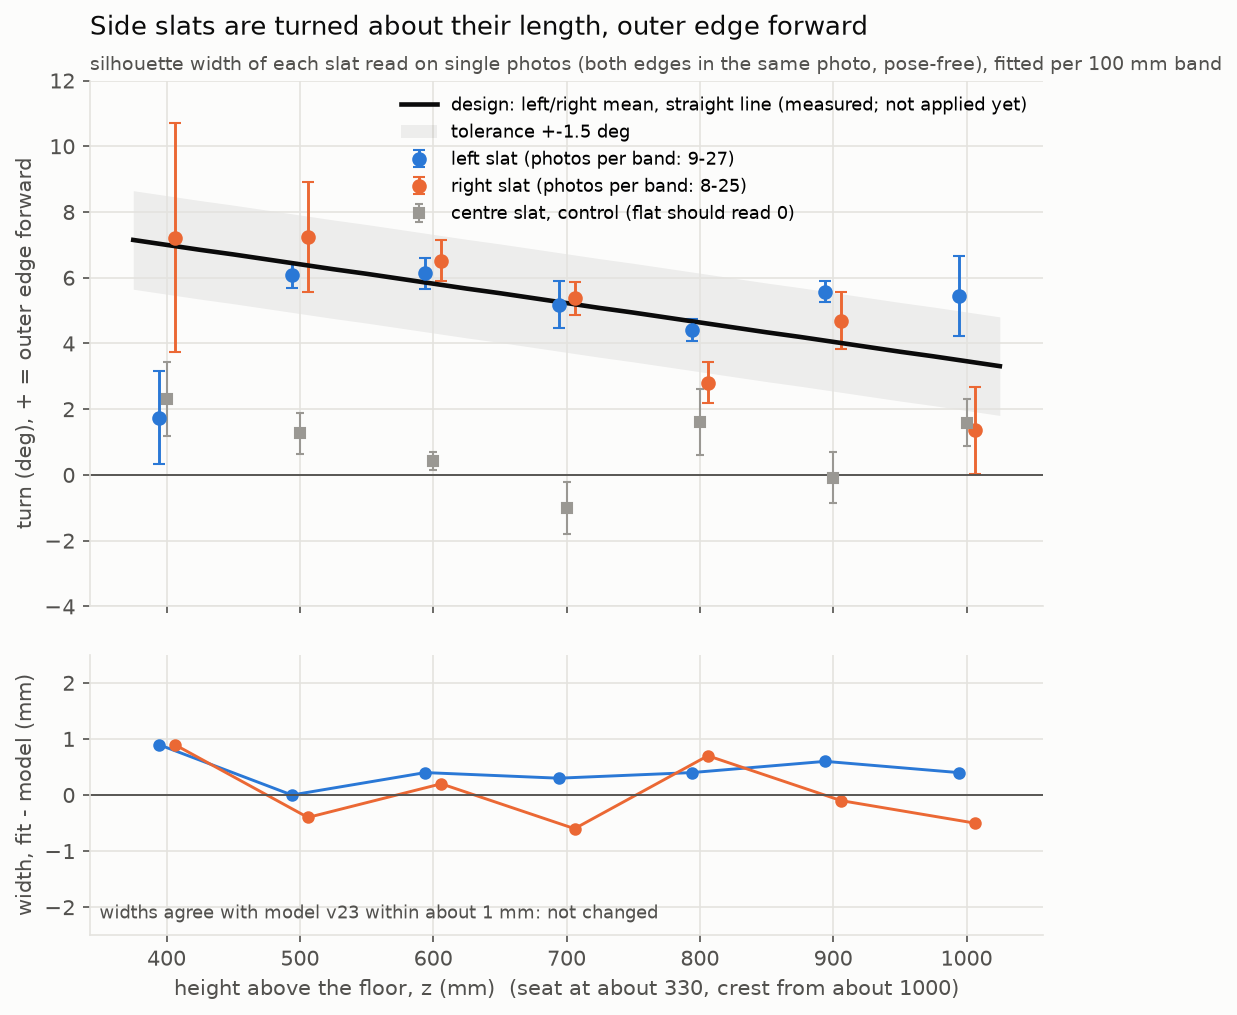 Side slats are turned about their length, outer edge forward
silhouette width of each slat read on single photos (both edges in the same photo, pose-free), fitted per 100 mm band
turn (deg), + = outer edge forward
12
10
8
6
4
2
0
−2
−4
design: left/right mean, straight line (measured; not applied yet)
tolerance +-1.5 deg
left slat (photos per band: 9-27)
right slat (photos per band: 8-25)
centre slat, control (flat should read 0)
width, fit - model (mm)
2
1
0
−1
−2
widths agree with model v23 within about 1 mm: not changed
400 500 600 700 800 900 1000
height above the floor, z (mm)  (seat at about 330, crest from about 1000)